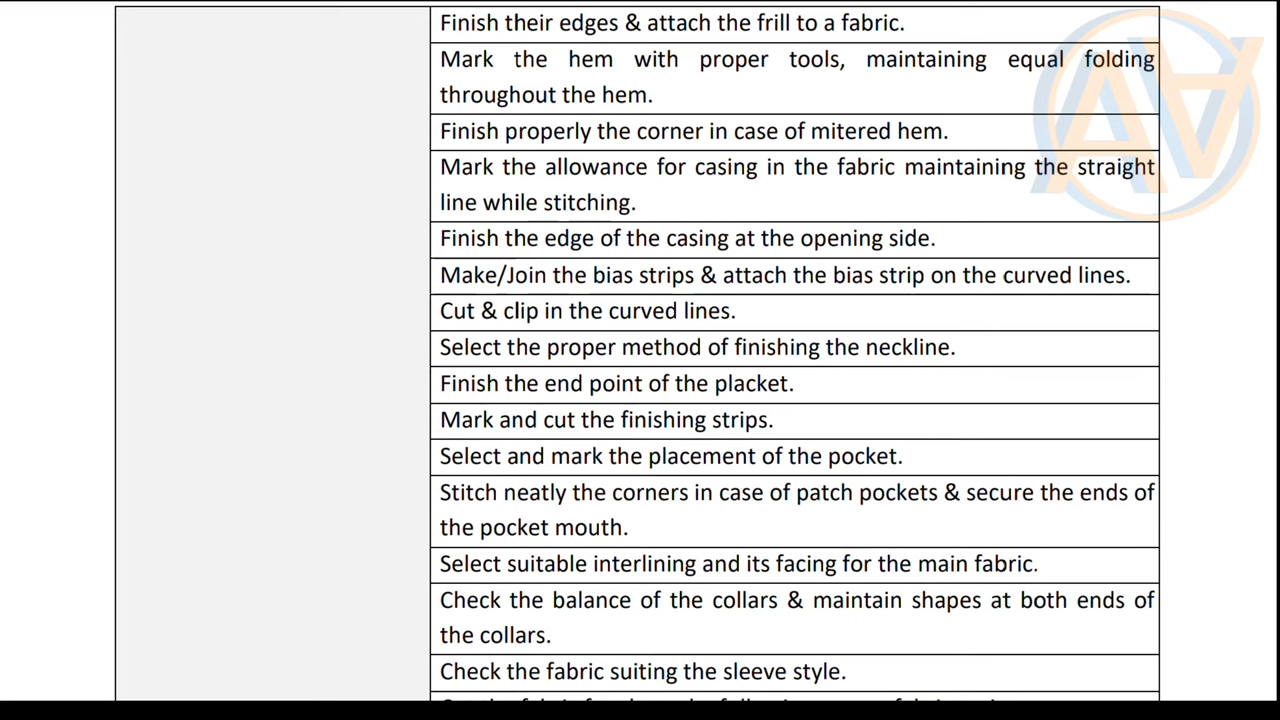 Finish their edges & attach the frill to a fabric.
Mark the hem with proper tools, maintaining equal folding
throughout the hem.
Finish properly the corner in case of mitered hem.
Mark the allowance for casing in the fabric maintaining the straight
line while stitching.
Finish the edge of the casing at the opening side.
Make/Join the bias strips & attach the bias strip on the curved lines.
Cut & clip in the curved lines.
Select the proper method of finishing the neckline.
Finish the end point of the placket.
Mark and cut the finishing strips.
Select and mark the placement of the pocket.
Stitch neatly the corners in case of patch pockets & secure the ends of
the pocket mouth.
Select suitable interlining and its facing for the main fabric.
Check the balance of the collars & maintain shapes at both ends of
the collars.
Check the fabric suiting the sleeve style.